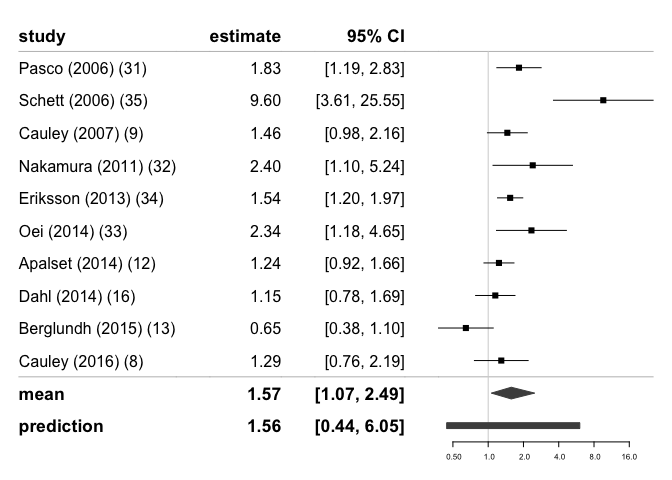 study estimate 95% CI
Pasco (2006) (31) 1.83 [1.19, 2.83]
Schett (2006) (35) 9.60 [3.61, 25.55]
Cauley (2007) (9) 1.46 [0.98, 2.16]
Nakamura (2011) (32) 2.40 [1.10, 5.24]
Eriksson (2013) (34) 1.54 [1.20, 1.97]
Oei (2014) (33) 2.34 [1.18, 4.65]
Apalset (2014) (12) 1.24 [0.92, 1.66]
Dahl (2014) (16) 1.15 [0.78, 1.69]
Berglundh (2015) (13) 0.65 [0.38, 1.10]
Cauley (2016) (8) 1.29 [0.76, 2.19]
mean 1.57 [1.07, 2.49]
prediction 1.56 [0.44, 6.05]
0.50 1.0 2.0 4.0 8.0 16.0